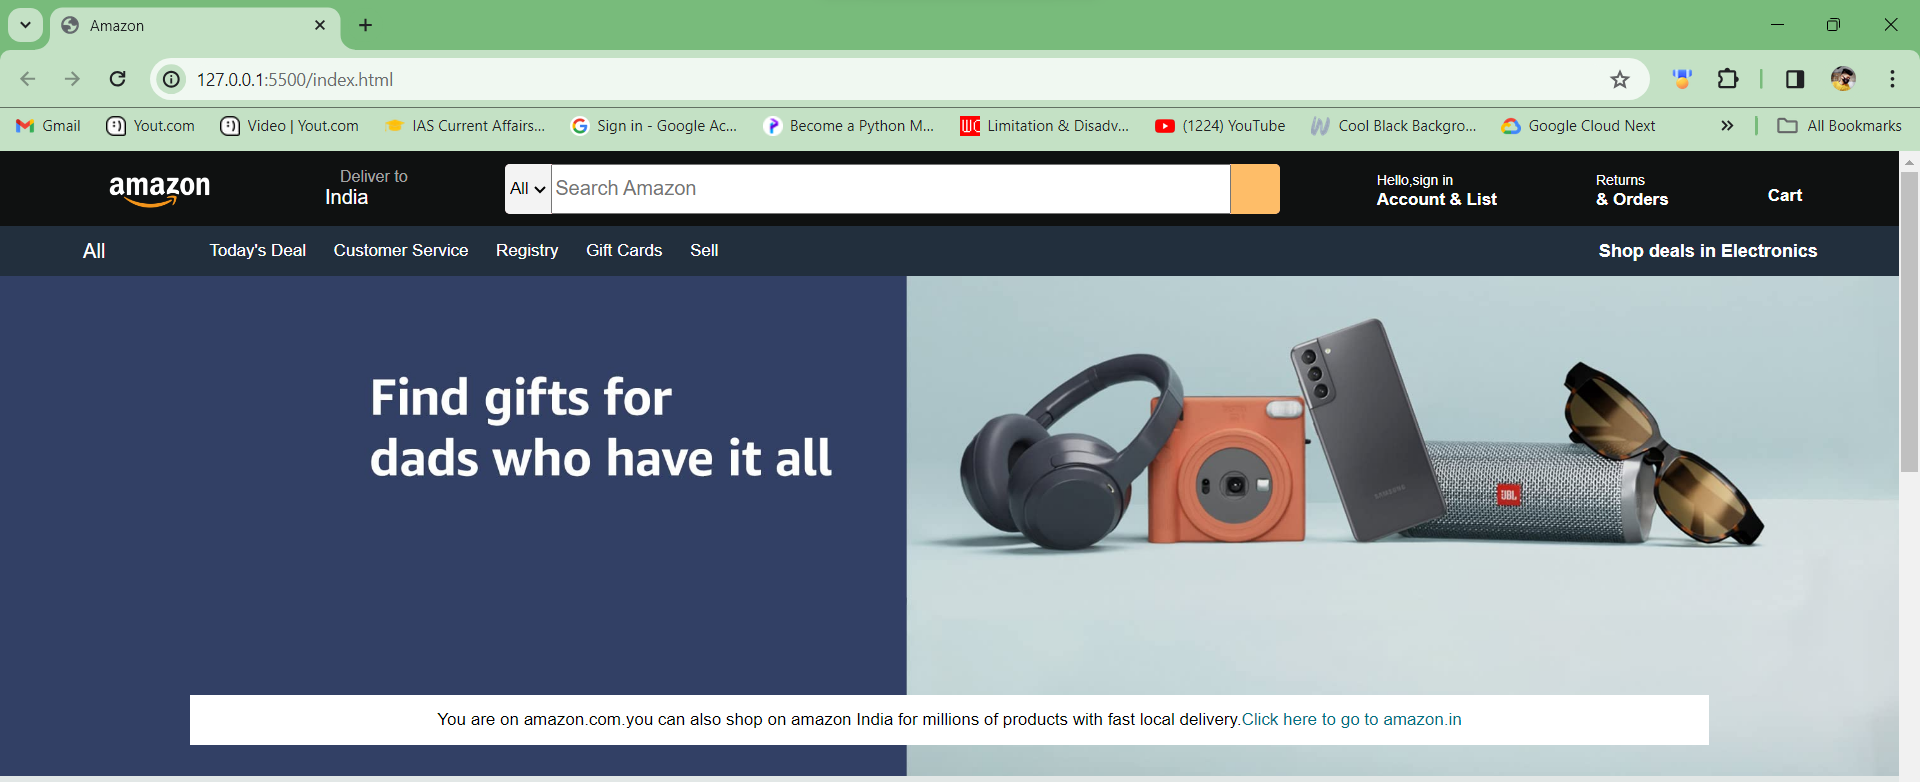 Amazon
127.0.0.1:5500/index.html
Gmail Yout.com Video | Yout.com IAS Current Affairs... Sign in - Google Ac... Become a Python M... Limitation & Disadv... (1224) YouTube Cool Black Backgro... Google Cloud Next All Bookmarks
amazon
Deliver to
India
All
Search Amazon
Hello,sign in
Account & List
Returns
& Orders
Cart
All Today's Deal Customer Service Registry Gift Cards Sell Shop deals in Electronics
Find gifts for
dads who have it all
SAMSUNG
JBL
You are on amazon.com.you can also shop on amazon India for millions of products with fast local delivery.Click here to go to amazon.in